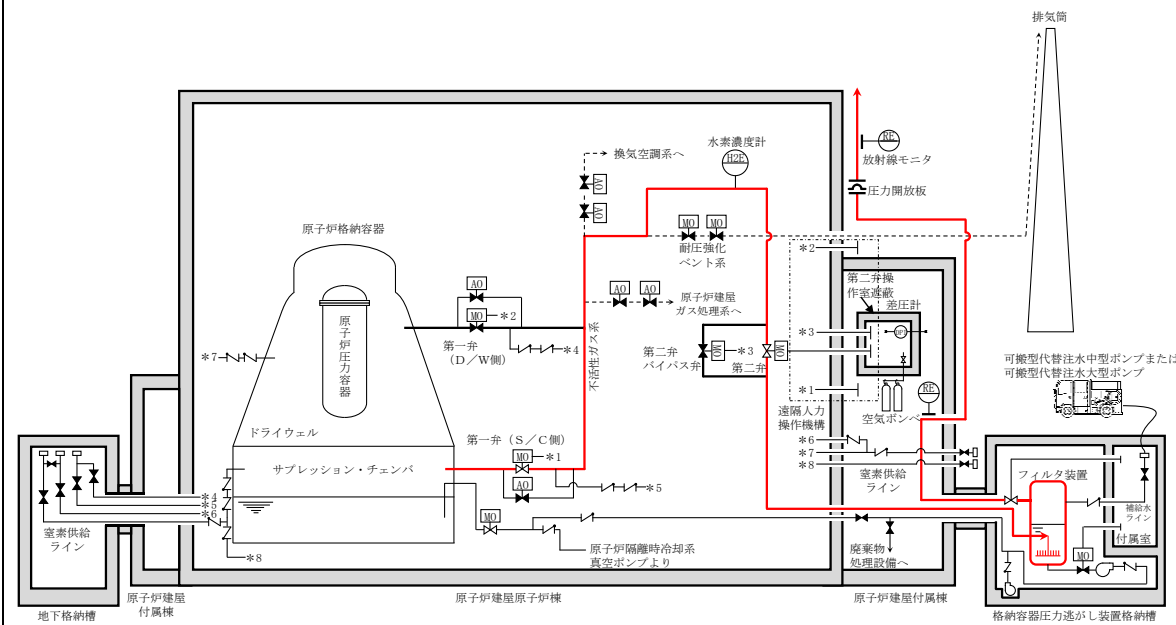 排気筒
水素濃度計
H2E
RE
放射線モニタ
換気空調系へ
AO
AO
圧力開放板
原子炉格納容器
MO
MO
耐圧強化
ベント系
＊2
第二弁操
作室遮蔽
差圧計
DPT
AO
MO
＊2
AO
AO
原子炉建屋
ガス処理系へ
原子炉圧力容器
＊7
第一弁
（D／W側）
＊4
不活性ガス系
第二弁
バイパス弁
MO
＊3
第二弁
MO
＊3
＊1
可搬型代替注水中型ポンプまたは
可搬型代替注水大型ポンプ
RE
空気ボンベ
遠隔人力
操作機構
ドライウェル
第一弁（S／C側）
MO
＊1
サプレッション・チェンバ
AO
＊5
＊6
＊7
＊8
窒素供給
ライン
フィルタ装置
補給水
ライン
付属室
＊4
＊5
＊6
窒素供給
ライン
MO
＊8
原子炉隔離時冷却系
真空ポンプより
廃棄物
処理設備へ
MO
地下格納槽
原子炉建屋
付属棟
原子炉建屋原子炉棟
原子炉建屋付属棟
格納容器圧力逃がし装置格納槽